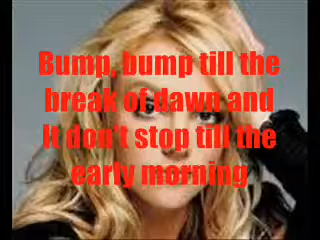 Bump, bump till the
break of dawn and
It don't stop till the
early morning